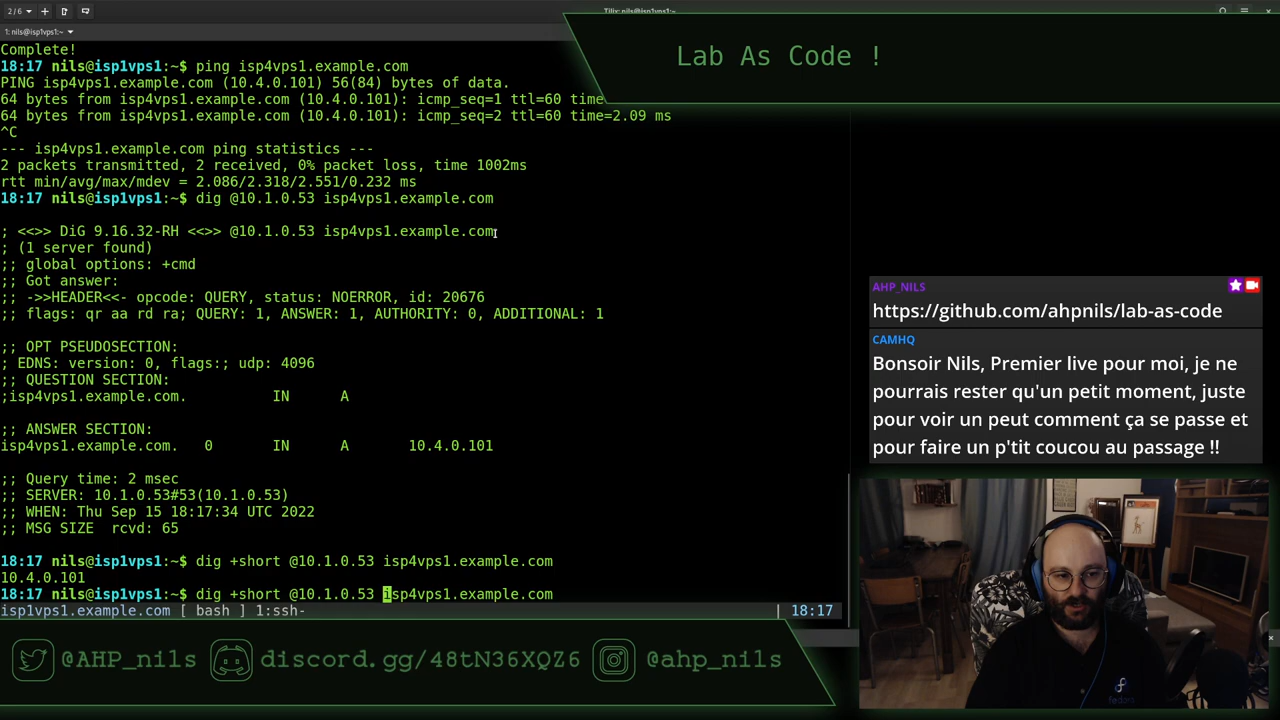 2/6
Tilix: nils@isp1vps1:~
1: nils@isp1vps1:~
Lab As Code !
Complete!
18:17 nils@isp1vps1:~$ ping isp4vps1.example.com
PING isp4vps1.example.com (10.4.0.101) 56(84) bytes of data.
64 bytes from isp4vps1.example.com (10.4.0.101): icmp_seq=1 ttl=60 time
64 bytes from isp4vps1.example.com (10.4.0.101): icmp_seq=2 ttl=60 time=2.09 ms
^C
--- isp4vps1.example.com ping statistics ---
2 packets transmitted, 2 received, 0% packet loss, time 1002ms
rtt min/avg/max/mdev = 2.086/2.318/2.551/0.232 ms
18:17 nils@isp1vps1:~$ dig @10.1.0.53 isp4vps1.example.com
; <<>> DiG 9.16.32-RH <<>> @10.1.0.53 isp4vps1.example.com
; (1 server found)
;; global options: +cmd
;; Got answer:
;; ->>HEADER<<- opcode: QUERY, status: NOERROR, id: 20676
;; flags: qr aa rd ra; QUERY: 1, ANSWER: 1, AUTHORITY: 0, ADDITIONAL: 1
;; OPT PSEUDOSECTION:
; EDNS: version: 0, flags:; udp: 4096
;; QUESTION SECTION:
;isp4vps1.example.com. IN A
;; ANSWER SECTION:
isp4vps1.example.com. 0 IN A 10.4.0.101
;; Query time: 2 msec
;; SERVER: 10.1.0.53#53(10.1.0.53)
;; WHEN: Thu Sep 15 18:17:34 UTC 2022
;; MSG SIZE rcvd: 65
18:17 nils@isp1vps1:~$ dig +short @10.1.0.53 isp4vps1.example.com
10.4.0.101
18:17 nils@isp1vps1:~$ dig +short @10.1.0.53 isp4vps1.example.com
isp1vps1.example.com [ bash ] 1:ssh- | 18:17
AHP_NILS
https://github.com/ahpnils/lab-as-code
CAMHQ
Bonsoir Nils, Premier live pour moi, je ne
pourrais rester qu'un petit moment, juste
pour voir un peut comment ça se passe et
pour faire un p'tit coucou au passage !!
fedora
@AHP_nils discord.gg/48tN36XQZ6 @ahp_nils